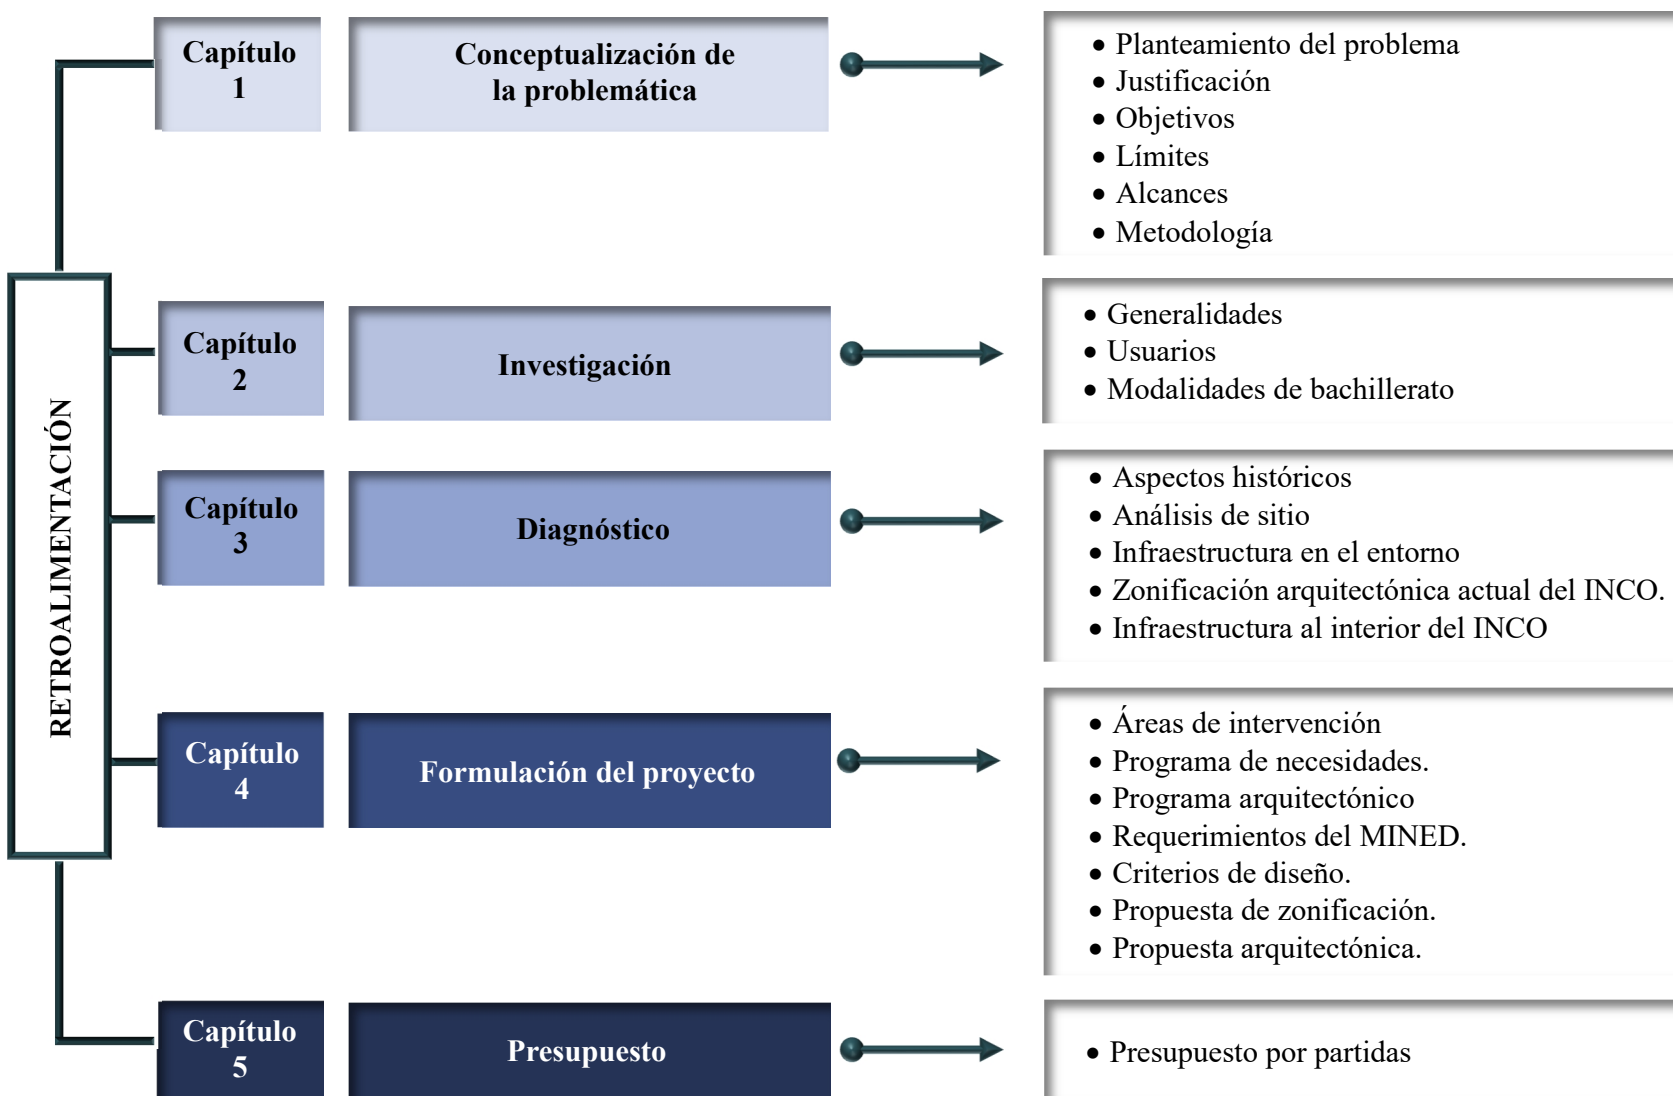 RETROALIMENTACIÓN
Capítulo
1
Conceptualización de
la problemática
• Planteamiento del problema
• Justificación
• Objetivos
• Límites
• Alcances
• Metodología
Capítulo
2
Investigación
• Generalidades
• Usuarios
• Modalidades de bachillerato
Capítulo
3
Diagnóstico
• Aspectos históricos
• Análisis de sitio
• Infraestructura en el entorno
• Zonificación arquitectónica actual del INCO.
• Infraestructura al interior del INCO
Capítulo
4
Formulación del proyecto
• Áreas de intervención
• Programa de necesidades.
• Programa arquitectónico
• Requerimientos del MINED.
• Criterios de diseño.
• Propuesta de zonificación.
• Propuesta arquitectónica.
Capítulo
5
Presupuesto
• Presupuesto por partidas